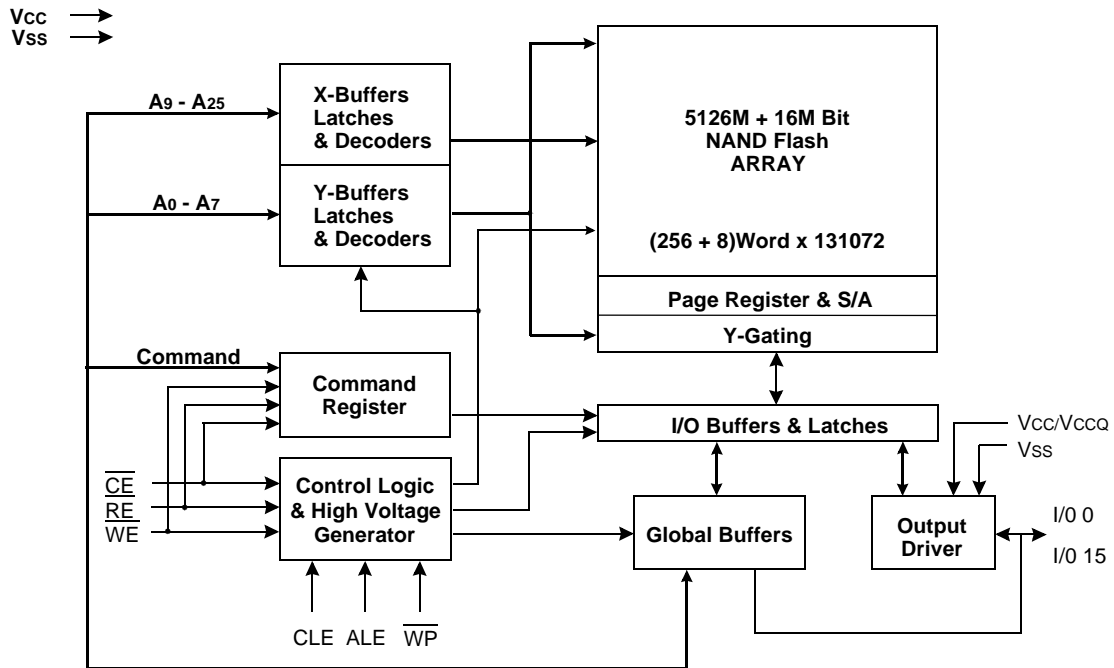 VCC
VSS
A9 - A25
X-Buffers
Latches
& Decoders
A0 - A7
Y-Buffers
Latches
& Decoders
5126M + 16M Bit
NAND Flash
ARRAY
(256 + 8)Word x 131072
Page Register & S/A
Y-Gating
Command
Command
Register
I/O Buffers & Latches
VCC/VCCQ
VSS
CE
RE
WE
Control Logic
& High Voltage
Generator
Global Buffers
Output
Driver
I/0 0
I/0 15
CLE ALE WP